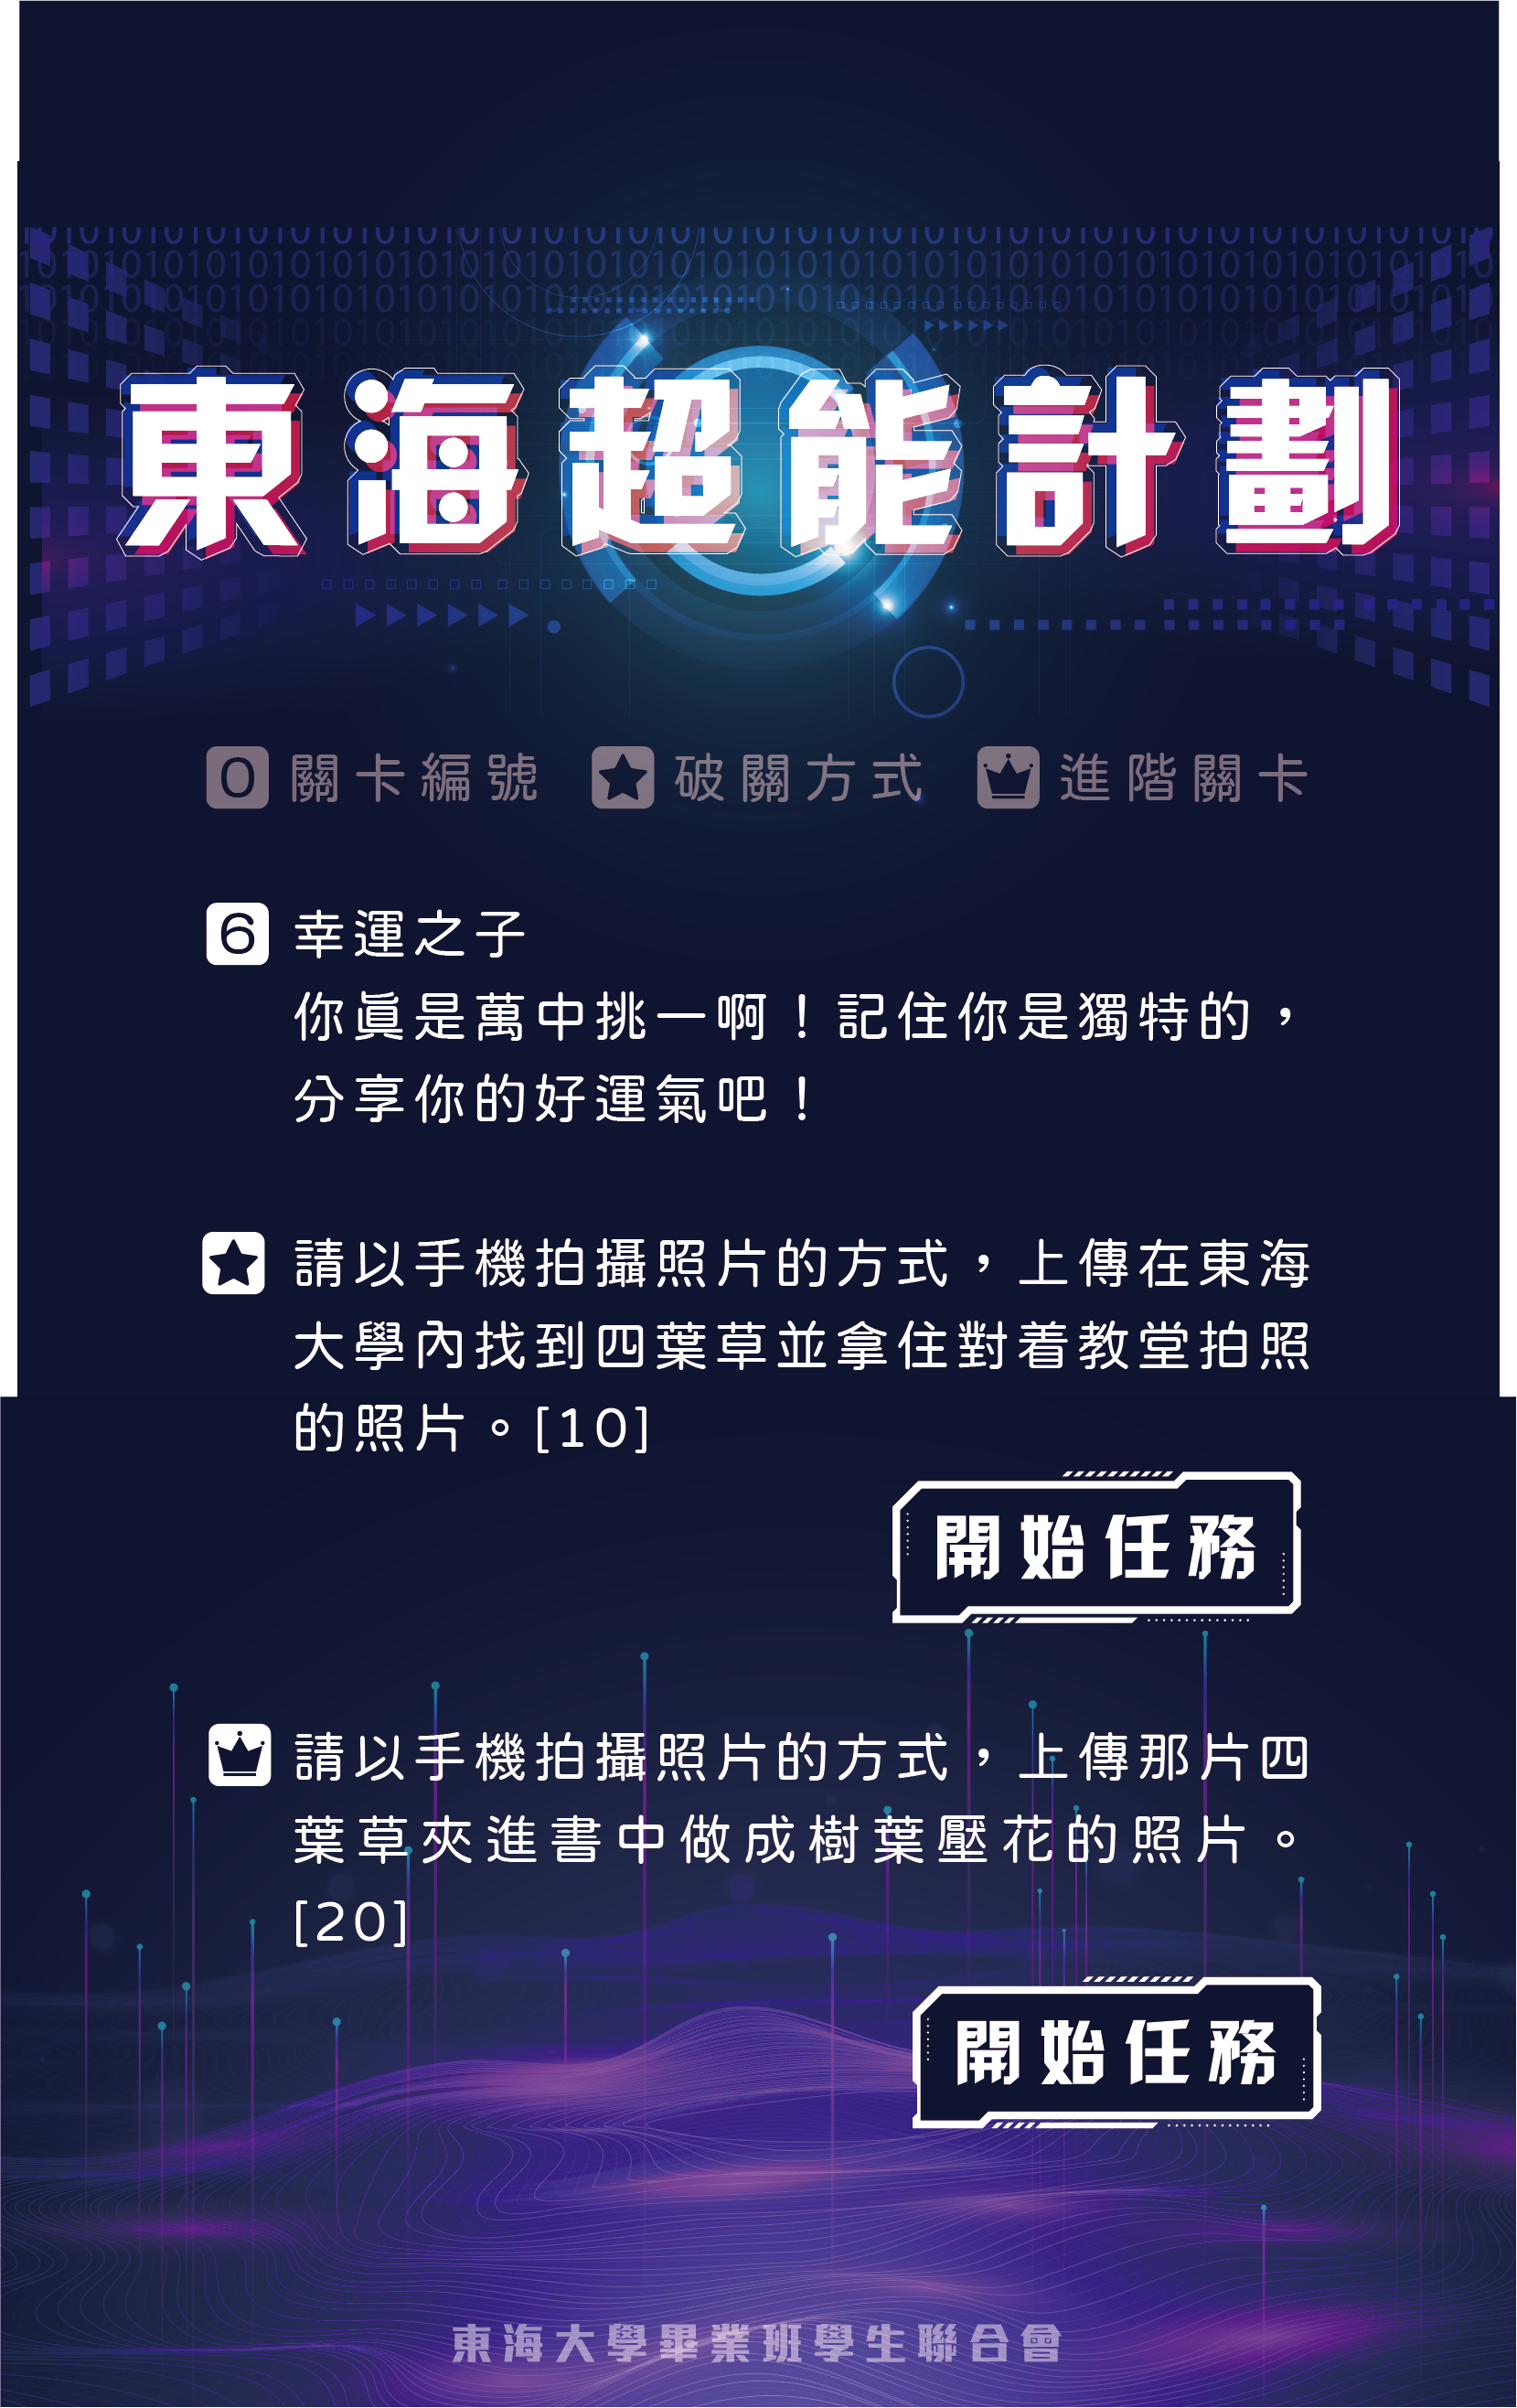 東海超能計劃
0 關卡編號 破關方式 進階關卡
6 幸運之子
你眞是萬中挑一啊！記住你是獨特的，
分享你的好運氣吧！
請以手機拍攝照片的方式，上傳在東海
大學內找到四葉草並拿住對着教堂拍照
的照片。[10]
開始任務
請以手機拍攝照片的方式，上傳那片四
葉草夾進書中做成樹葉壓花的照片。
[20]
開始任務
東海大學畢業班學生聯合會